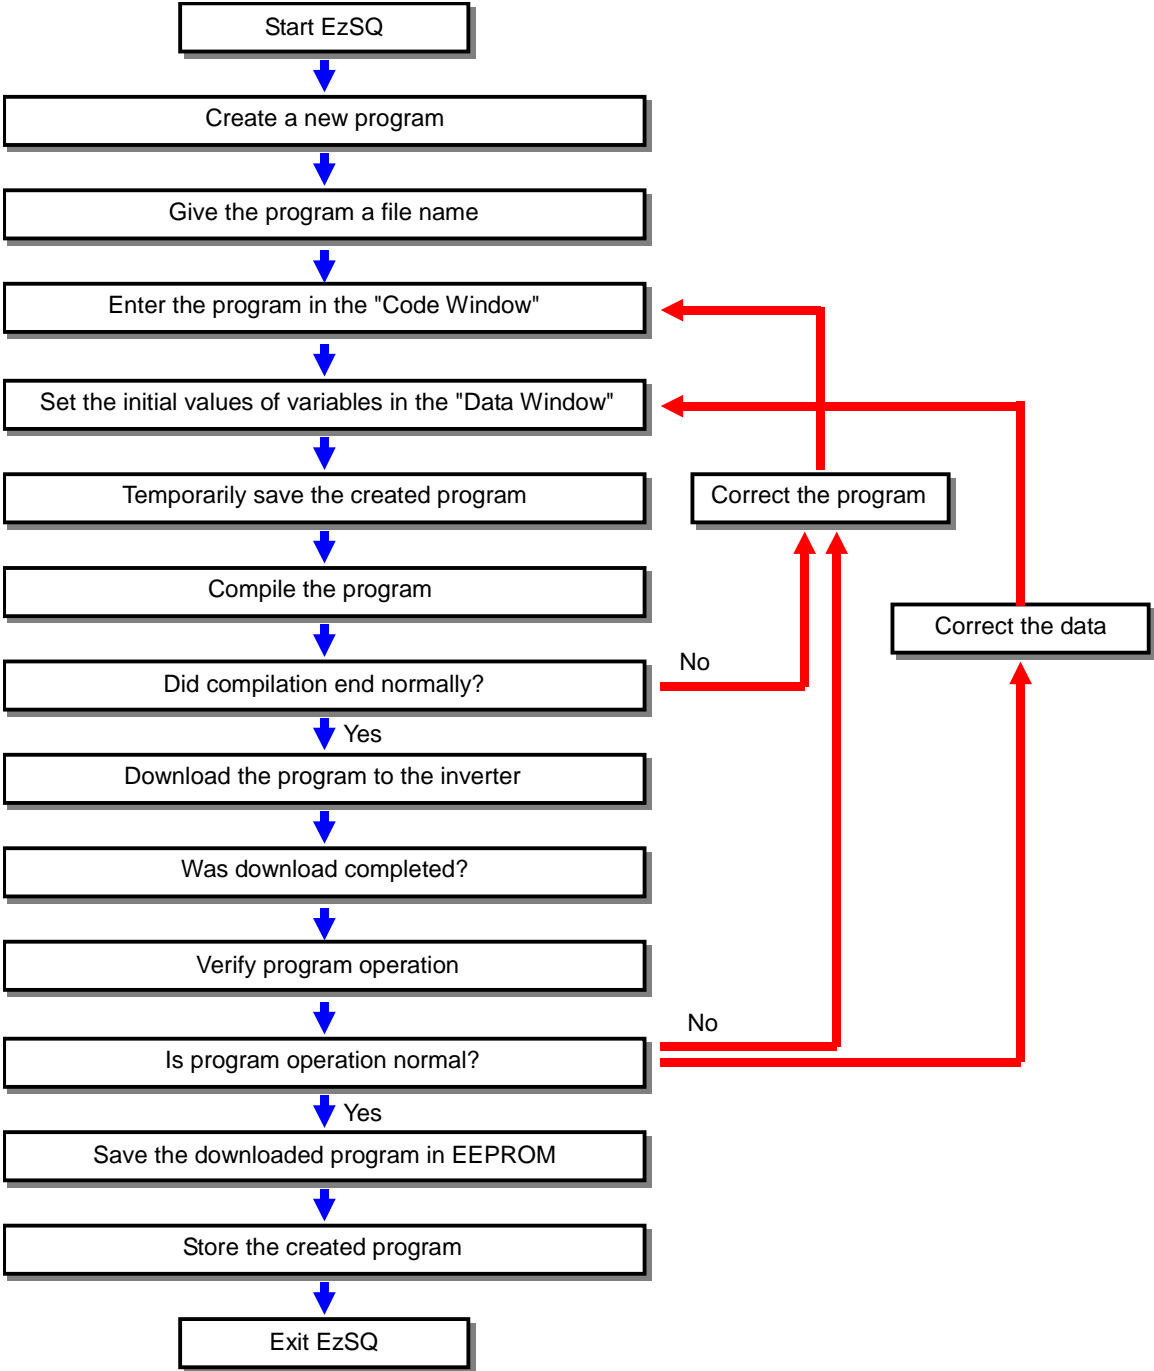 Start EzSQ
Create a new program
Give the program a file name
Enter the program in the "Code Window"
Set the initial values of variables in the "Data Window"
Temporarily save the created program
Correct the program
Compile the program
Correct the data
No
Did compilation end normally?
Yes
Download the program to the inverter
Was download completed?
Verify program operation
No
Is program operation normal?
Yes
Save the downloaded program in EEPROM
Store the created program
Exit EzSQ